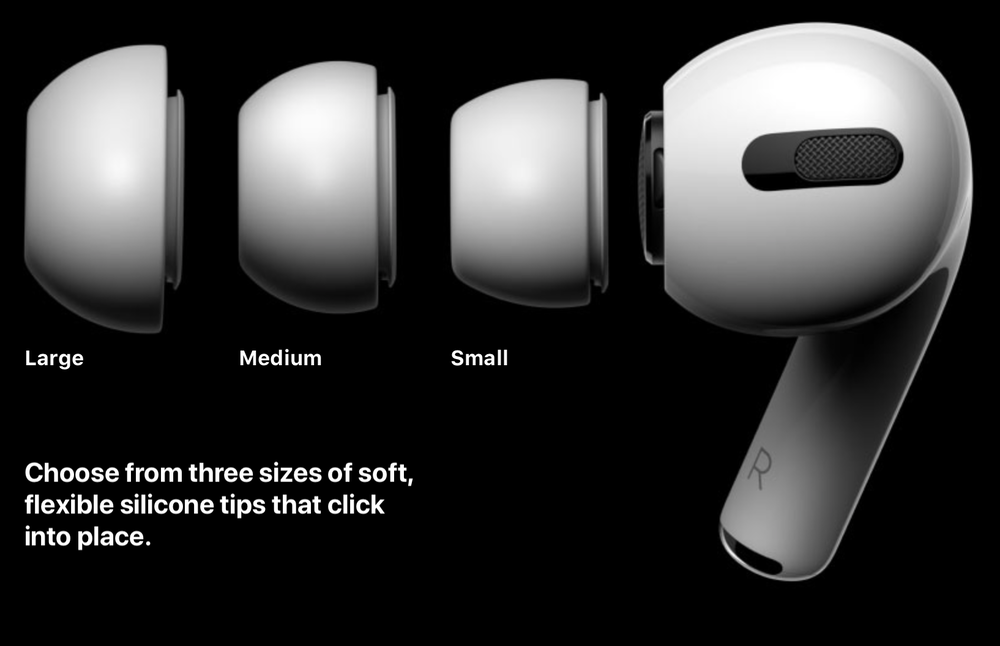 Large
Medium
Small
R
Choose from three sizes of soft,
flexible silicone tips that click
into place.